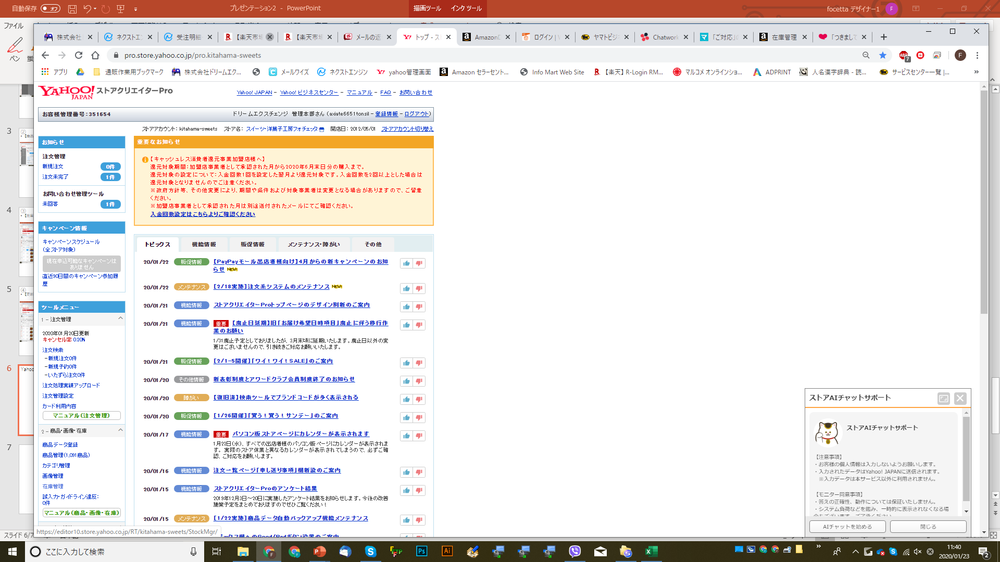 自動保存 オフ
プレゼンテーション2 - PowerPoint
描画ツール インク ツール
focetta デザイナー1 F
ファイル
ペン
株式会社
ネクストエン
受注明細
【楽天市場
【楽天市場
メールの返
トップ - ス
Amazon
ログイン | 
ヤマトビジネ
Chatwork
「ご対応」
在庫管理
「つきまして
pro.store.yahoo.co.jp/pro.kitahama-sweets
アプリ
通販作業用ブックマーク
株式会社ドリームエク...
メールワイズ
ネクストエンジン
yahoo管理画面
Amazon セラーセント...
Info Mart Web Site
【楽天】R-Login RM...
マルコメ オンラインショ...
ADPRINT
人名漢字辞典 - 読...
サービスセンター一覧 |...
YAHOO! JAPAN ストアクリエイターPro
Yahoo! JAPAN - Yahoo! ビジネスセンター - マニュアル - FAQ - お問い合わせ
お客様管理番号：351654
ドリームエクスチェンジ 管理本部さん (axiate6651tonsil - 登録情報 - ログアウト)
ストアアカウント： kitahama-sweets ストア名： スイーツ・洋菓子工房フォチェッタ 開店日： 2012/05/01 ストアアカウント切り替え
お知らせ
注文管理
新規注文 0件
注文未完了 1件
お問い合わせ管理ツール
未回答 1件
キャンペーン情報
キャンペーンスケジュール
(全ストア対象)
現在申込可能なキャンペーンは
ありません
直近90日間のキャンペーン参加履
歴
ツールメニュー
1 - 注文管理
2020年01月20日更新
キャンセル率 0.20%
注文検索
-新規注文0件
-新規予約0件
-いたずら注文0件
注文処理実績アップロード
注文管理設定
カード利用内容
マニュアル(注文管理)
2 - 商品・画像・在庫
商品データ登録
商品管理(1,091商品)
カテゴリ管理
画像管理
在庫管理
誤入力・ガイドライン違反：
0件
マニュアル(商品・画像・在庫)
重要なお知らせ
【キャッシュレス消費者還元事業加盟店様へ】
還元対象期間：加盟店事業者として承認された月から2020年6月末日分の購入まで。
還元対象の設定について：入金回数1回を設定した翌月より還元対象です。入金回数を2回以上とした場合は
還元対象となりませんのでご注意ください。
※政府方針等、その他変更により、期間や条件および対象事業者は変更となる場合がありますので、ご留意
ください。
※加盟店事業者として承認された月は別途送付されたメールにてご確認ください。
入金回数設定はこちらよりご確認ください
トピックス 機能情報 販促情報 メンテナンス・障がい その他
20/01/22 販促情報 【PayPayモール出店者様向け】4月からの新キャンペーンのお知
らせ NEW!
20/01/22 メンテナンス 【2/18実施】注文系システムのメンテナンス NEW!
20/01/21 機能情報 ストアクリエイターProトップページのデザイン刷新のご案内
20/01/21 機能情報 重要 【廃止日延期】旧「お届け希望日時項目」廃止に伴う移行作
業のお願い
1/31廃止予定としておりましたが、3月末頃に延期いたします。廃止日以外の変
更はございませんので、引き続きご対応お願いいたします。
20/01/21 販促情報 【2/1-5開催】「ワイ！ワイ！SALE」のご案内
20/01/20 その他情報 新表彰制度とアワードクラブ会員制度終了のお知らせ
20/01/20 障がい 【復旧済】検索ツールでブランドコードが多く表示される
20/01/20 販促情報 【1/26開催】「買う！買う！サンデー」のご案内
20/01/17 機能情報 重要 パソコン版ストアページにカレンダーが表示されます
1月22日(水)、すべての出店者様のパソコン版ページにカレンダーが表示されま
す。実際のストア休業と異なるカレンダーが表示されてしまうので、必ずご確
認、ご対応をお願いします。
20/01/16 機能情報 注文一覧ページ「申し送り事項」欄新設のご案内
20/01/15 機能情報 ストアクリエイターProのアンケート結果
2019年12月3日～20日に実施したアンケート結果をお知らせします。今後の改善
施策予定をまとめておりますのでぜひご覧ください！
20/01/15 メンテナンス 【1/22実施】商品データ自動バックアップ機能メンテナンス
ストアAIチャットサポート
ストアAIチャットサポート
【注意事項】
・お客様の個人情報は入力しないようお願いします。
・入力されたデータはYahoo! JAPANに送信されます。
※入力データは本サービス以外に利用されません。
【モニター同意事項】
・答えの正確性、動作については保証いたしません。
・システム負荷などを鑑み、一時的に表示されなくなる場
AIチャットを始める 閉じる
https://editor10.store.yahoo.co.jp/RT/kitahama-sweets/StockMgr/
3
4
5
6
7
スライド 6/7
ここに入力して検索
11:40
2020/01/23
2